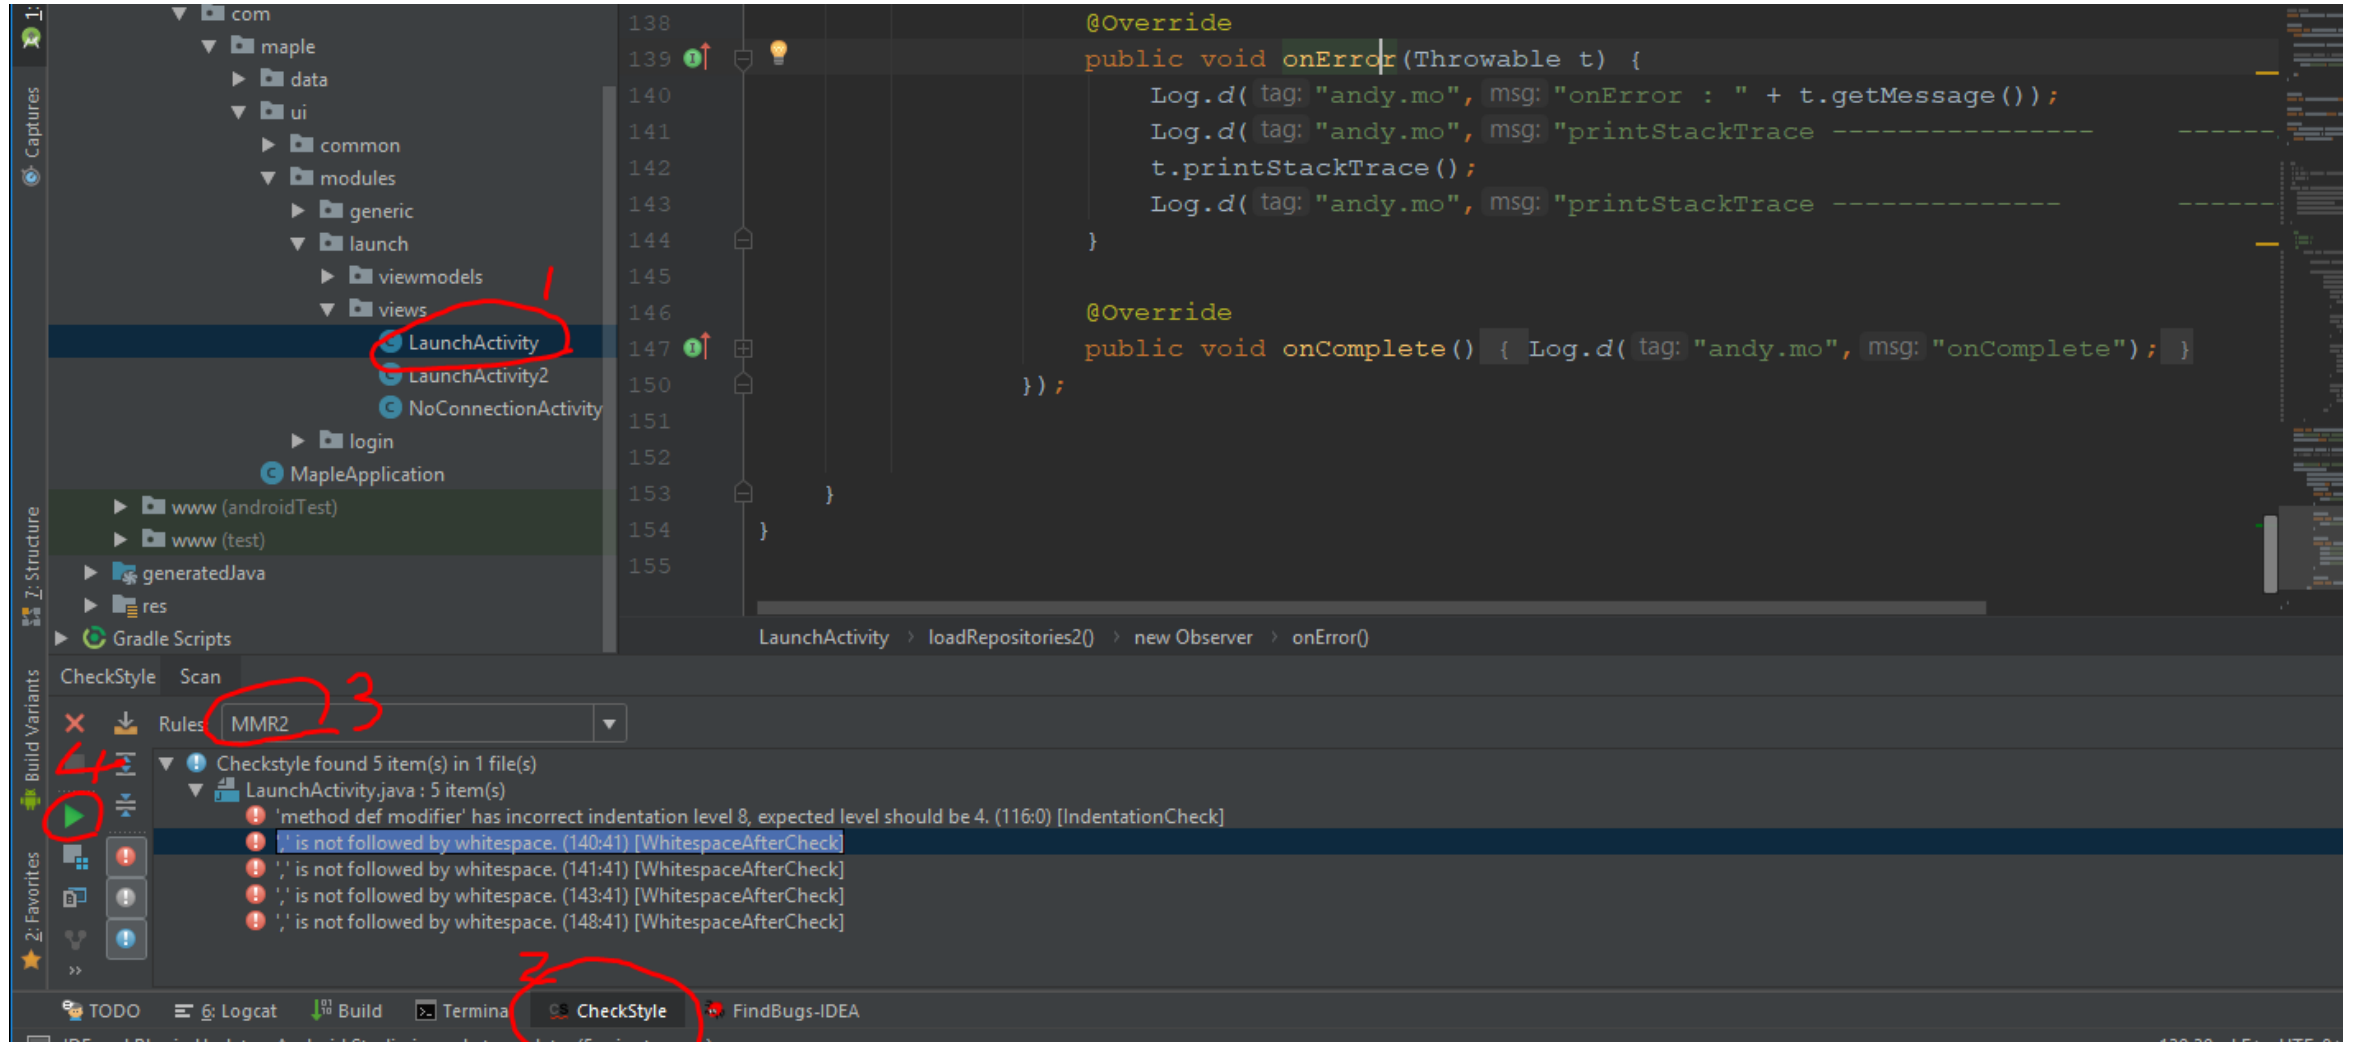 1:
Captures
7: Structure
Build Variants
2: Favorites
com
maple
data
ui
common
modules
generic
launch
viewmodels
views
LaunchActivity
LaunchActivity2
NoConnectionActivity
login
MapleApplication
www (androidTest)
www (test)
generatedJava
res
Gradle Scripts
1
138 @Override
139 public void onError(Throwable t) {
140 Log.d( tag: "andy.mo", msg: "onError : " + t.getMessage());
141 Log.d( tag: "andy.mo", msg: "printStackTrace ---------------- ------
142 t.printStackTrace();
143 Log.d( tag: "andy.mo", msg: "printStackTrace -------------- ------
144 }
145
146 @Override
147 public void onComplete() { Log.d( tag: "andy.mo", msg: "onComplete"); }
150 });
151
152
153 }
154 }
155
LaunchActivity › loadRepositories2() › new Observer › onError()
CheckStyle Scan
3
Rules MMR2
4
Checkstyle found 5 item(s) in 1 file(s)
LaunchActivity.java : 5 item(s)
'method def modifier' has incorrect indentation level 8, expected level should be 4. (116:0) [IndentationCheck]
',' is not followed by whitespace. (140:41) [WhitespaceAfterCheck]
',' is not followed by whitespace. (141:41) [WhitespaceAfterCheck]
',' is not followed by whitespace. (143:41) [WhitespaceAfterCheck]
',' is not followed by whitespace. (148:41) [WhitespaceAfterCheck]
»
2
TODO 6: Logcat Build Termina CheckStyle FindBugs-IDEA